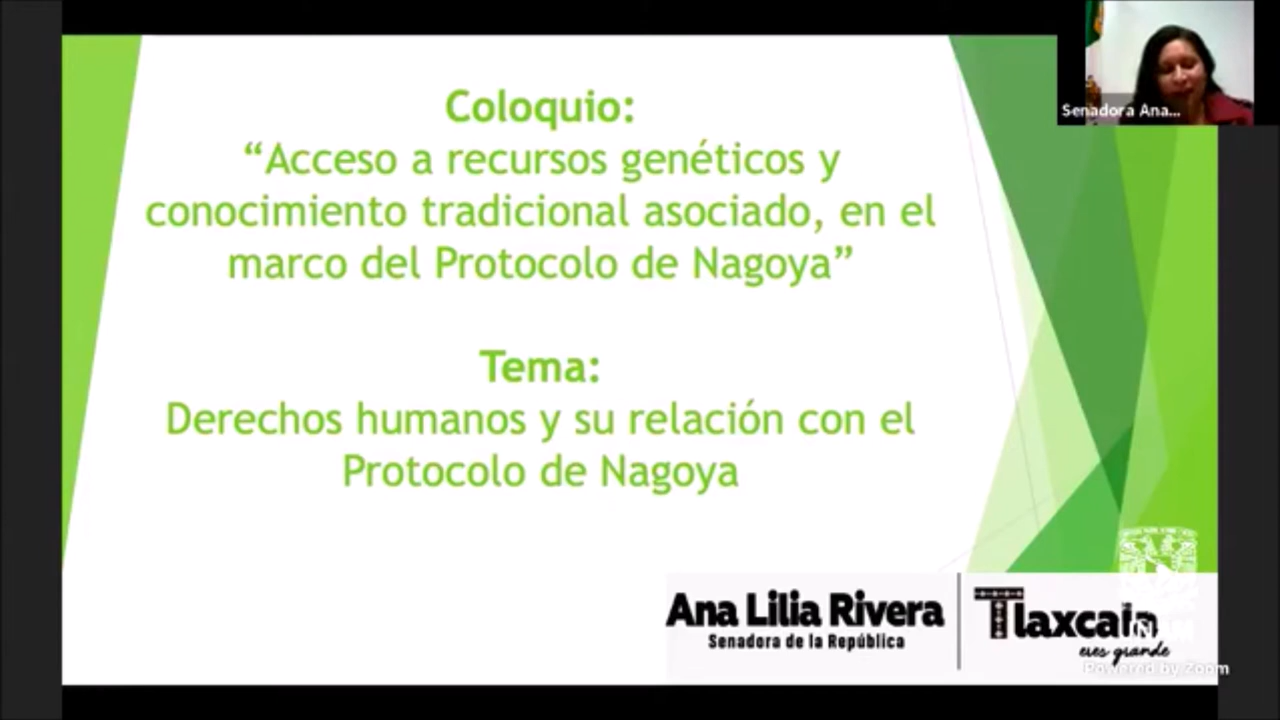 Coloquio:
“Acceso a recursos genéticos y
conocimiento tradicional asociado, en el
marco del Protocolo de Nagoya”
Tema:
Derechos humanos y su relación con el
Protocolo de Nagoya
Senadora Ana...
Ana Lilia Rivera
Senadora de la República
Tlaxcala
eres grande
UNAM
Powered by Zoom